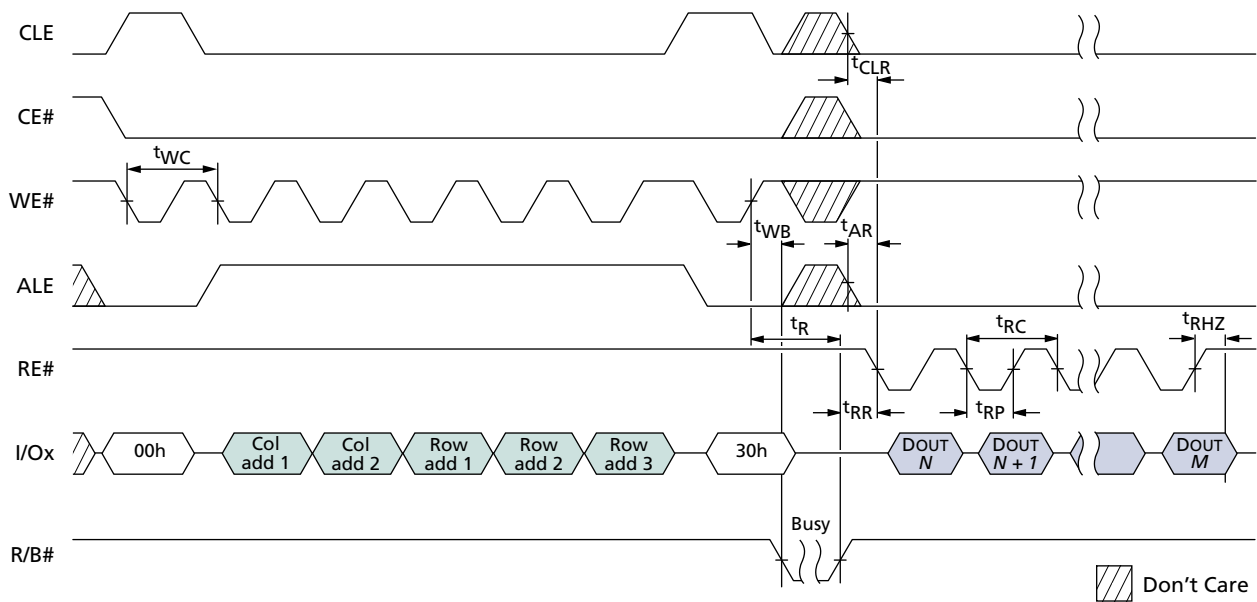 CLE
tCLR
CE#
tWC
WE#
tWB
tAR
ALE
tR
tRC
tRHZ
RE#
tRR
tRP
I/Ox
00h
Col
add 1
Col
add 2
Row
add 1
Row
add 2
Row
add 3
30h
DOUT
N
DOUT
N + 1
DOUT
M
Busy
R/B#
Don't Care